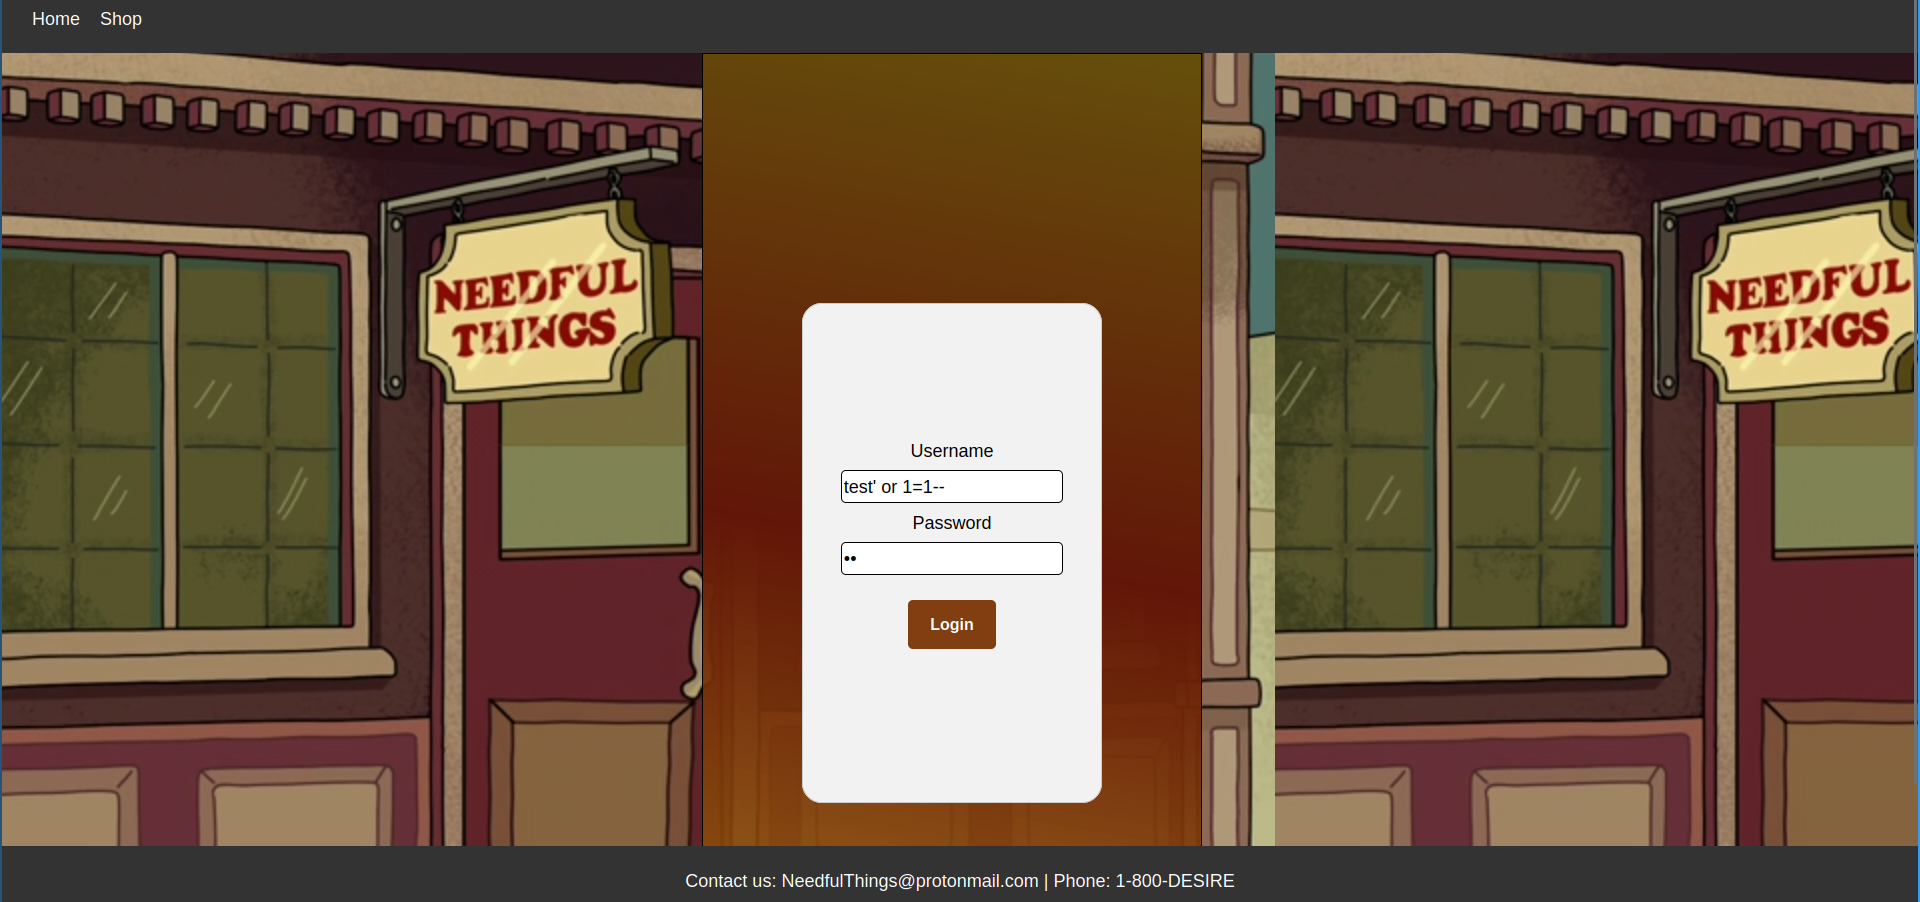 Home Shop
NEEDFUL
THINGS
NEEDFUL
THINGS
Username
test' or 1=1--
Password
••
Login
Contact us: NeedfulThings@protonmail.com | Phone: 1-800-DESIRE